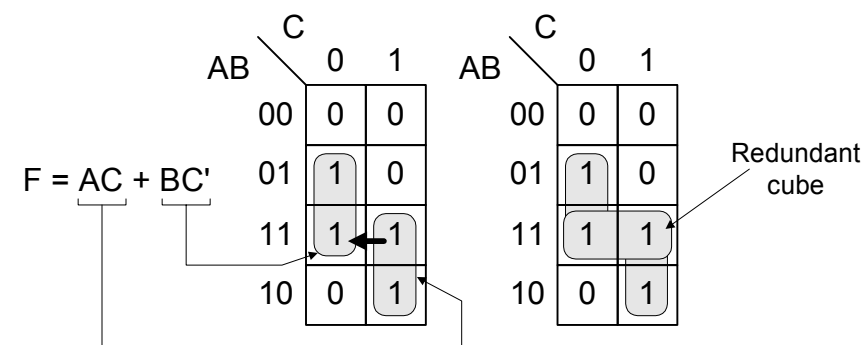 C C
AB 0 1 AB 0 1
00 0 0 00 0 0
Redundant
cube
F = AC + BC' 01 1 0 01 1 0
11 1 1 11 1 1
10 0 1 10 0 1